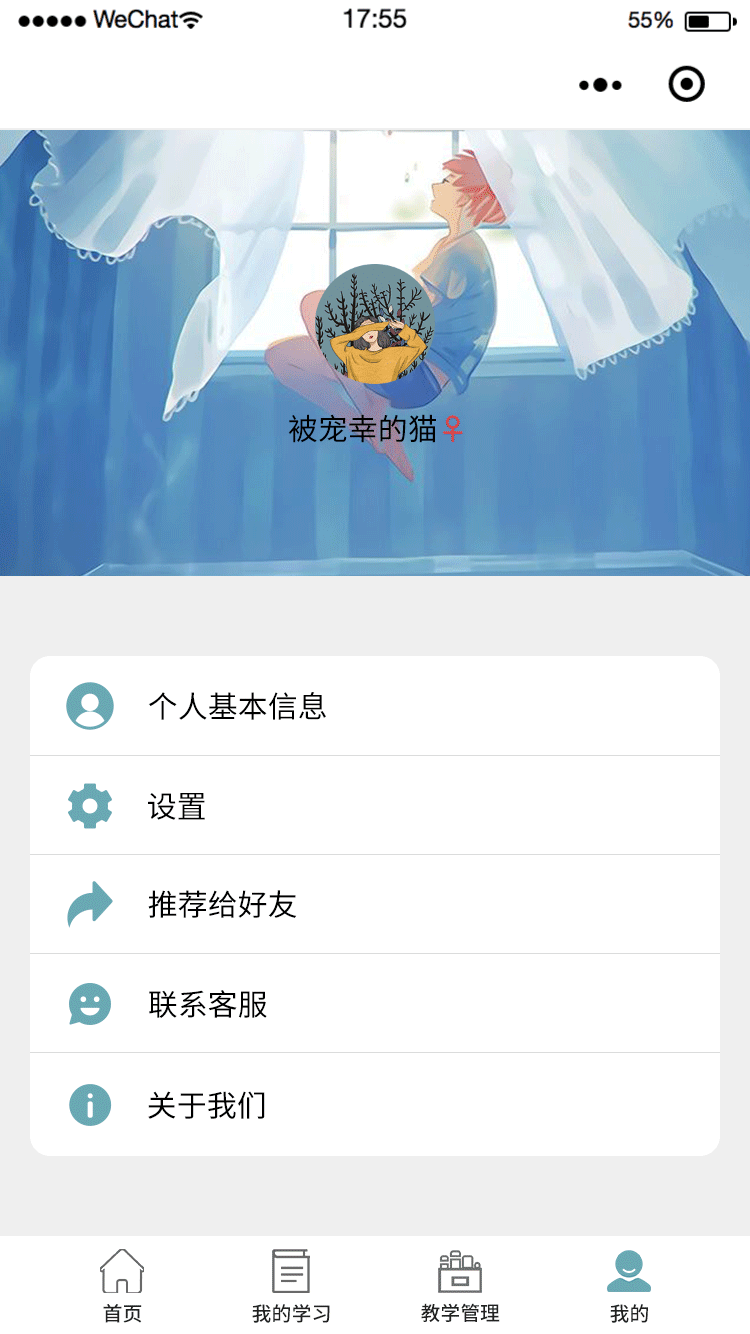 WeChat 17:55 55%
被宠幸的猫♀
个人基本信息
设置
推荐给好友
联系客服
关于我们
首页 我的学习 教学管理 我的